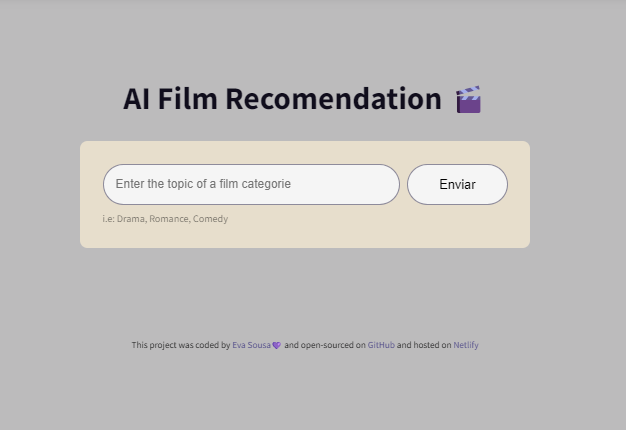 AI Film Recomendation 🎬
Enter the topic of a film categorie
Enviar
i.e: Drama, Romance, Comedy
This project was coded by Eva Sousa💜 and open-sourced on GitHub and hosted on Netlify